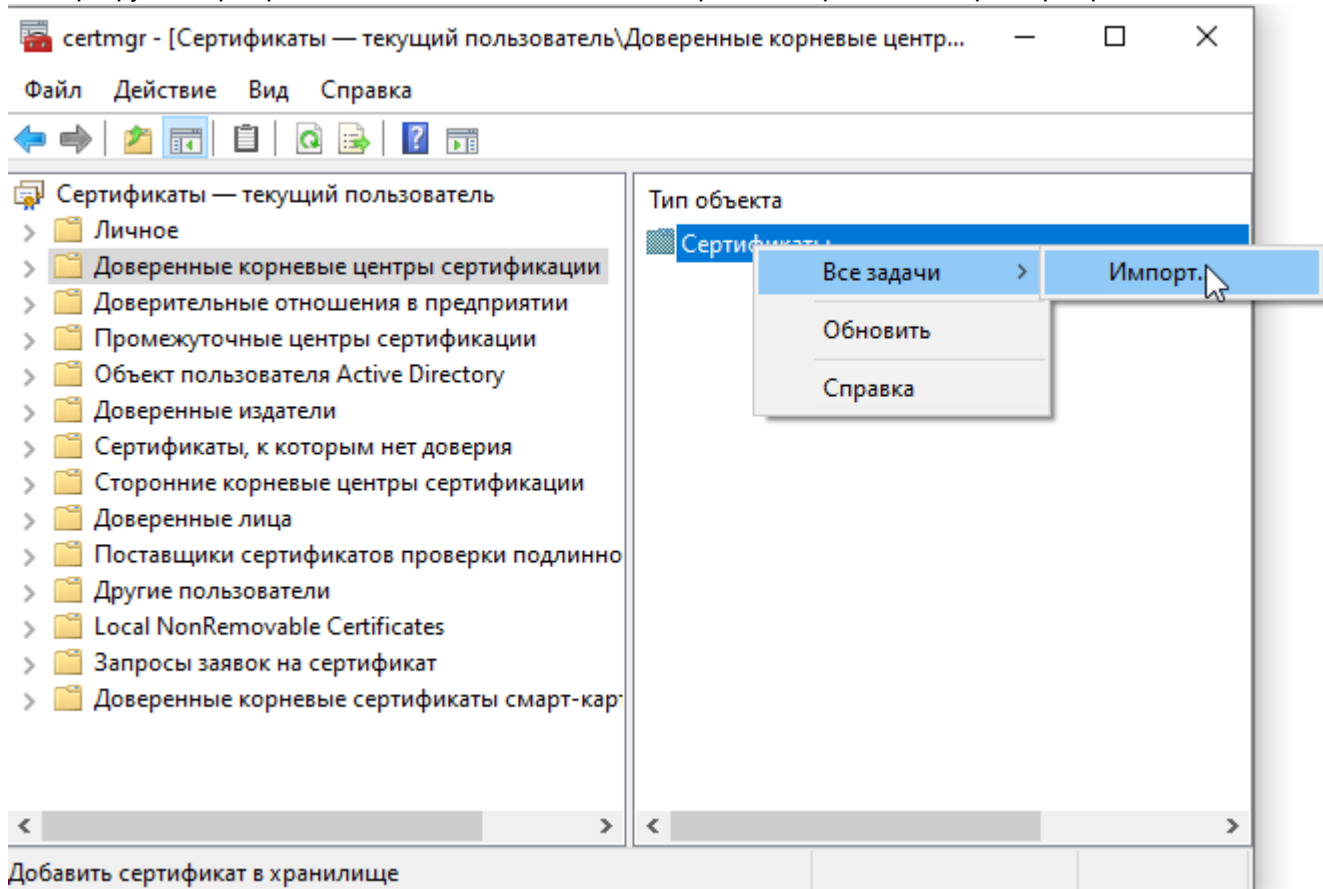 certmgr - [Сертификаты — текущий пользователь\Доверенные корневые центр...
Файл Действие Вид Справка
Сертификаты — текущий пользователь
Личное
Доверенные корневые центры сертификации
Доверительные отношения в предприятии
Промежуточные центры сертификации
Объект пользователя Active Directory
Доверенные издатели
Сертификаты, к которым нет доверия
Сторонние корневые центры сертификации
Доверенные лица
Поставщики сертификатов проверки подлинно
Другие пользователи
Local NonRemovable Certificates
Запросы заявок на сертификат
Доверенные корневые сертификаты смарт-карт
Тип объекта
Сертификаты
Все задачи
Импорт...
Обновить
Справка
Добавить сертификат в хранилище